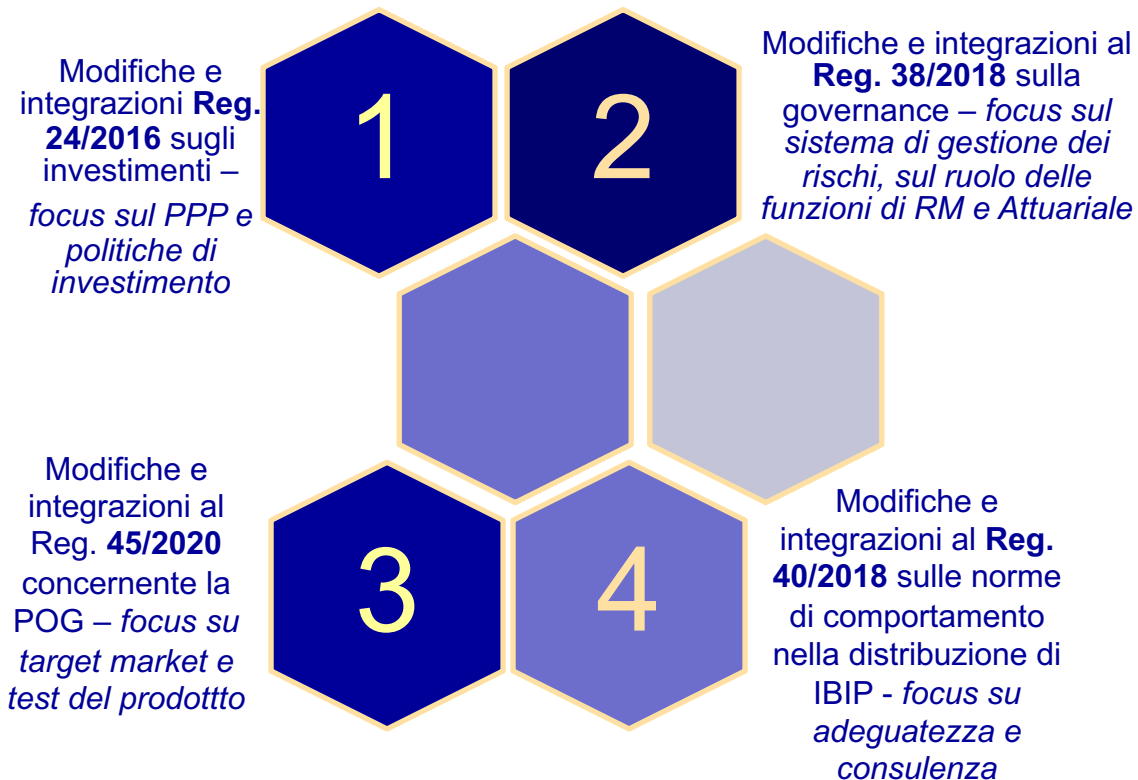 Modifiche e
integrazioni Reg.
24/2016 sugli
investimenti –
focus sul PPP e
politiche di
investimento
1
2
Modifiche e integrazioni al
Reg. 38/2018 sulla
governance – focus sul
sistema di gestione dei
rischi, sul ruolo delle
funzioni di RM e Attuariale
Modifiche e
integrazioni al
Reg. 45/2020
concernente la
POG – focus su
target market e
test del prodottto
3
4
Modifiche e
integrazioni al Reg.
40/2018 sulle norme
di comportamento
nella distribuzione di
IBIP - focus su
adeguatezza e
consulenza